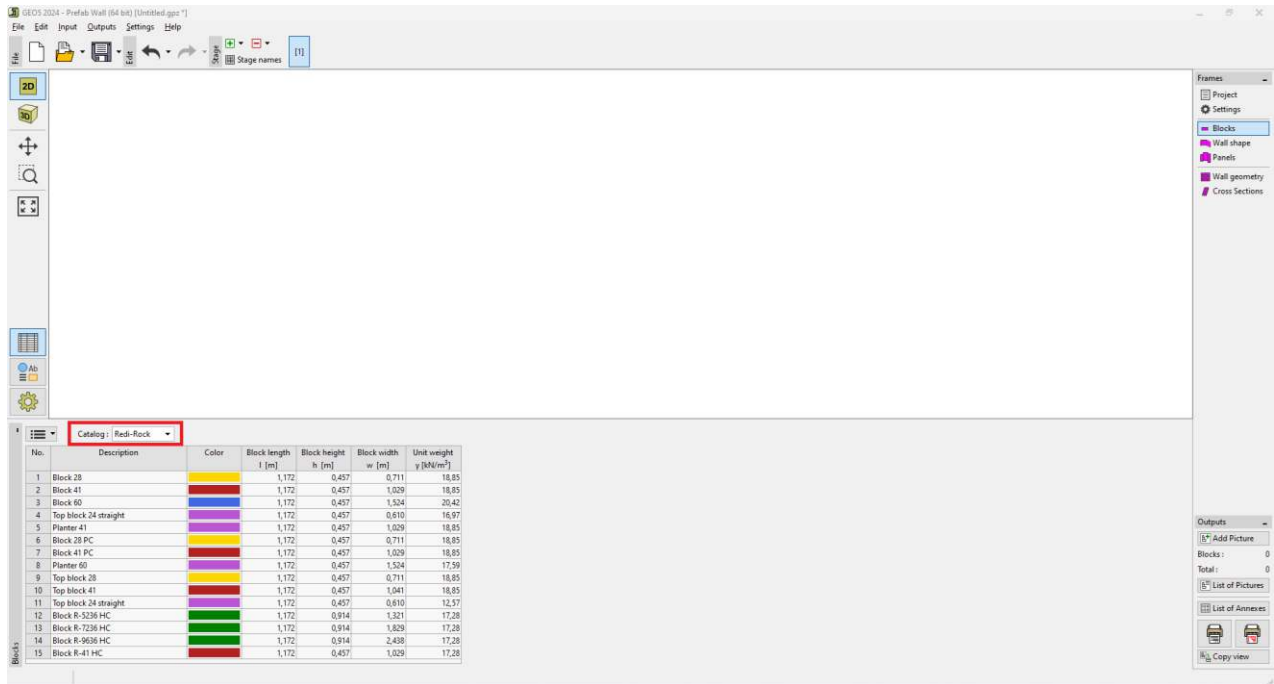 GEO5 2024 - Prefab Wall (64 bit) [Untitled.gpz *]
File Edit Input Outputs Settings Help
File
Edit
Stage
Stage names
[1]
2D
3D
Ab
Frames
Project
Settings
Blocks
Wall shape
Panels
Wall geometry
Cross Sections
Catalog : Redi-Rock
No. Description Color Block length Block height Block width Unit weight
l [m] h [m] w [m] γ [kN/m³]
1 Block 28 1,172 0,457 0,711 18,85
2 Block 41 1,172 0,457 1,029 18,85
3 Block 60 1,172 0,457 1,524 20,42
4 Top block 24 straight 1,172 0,457 0,610 16,97
5 Planter 41 1,172 0,457 1,029 18,85
6 Block 28 PC 1,172 0,457 0,711 18,85
7 Block 41 PC 1,172 0,457 1,029 18,85
8 Planter 60 1,172 0,457 1,524 17,59
9 Top block 28 1,172 0,457 0,711 18,85
10 Top block 41 1,172 0,457 1,041 18,85
11 Top block 24 straight 1,172 0,457 0,610 12,57
12 Block R-5236 HC 1,172 0,914 1,321 17,28
13 Block R-7236 HC 1,172 0,914 1,829 17,28
14 Block R-9636 HC 1,172 0,914 2,438 17,28
15 Block R-41 HC 1,172 0,457 1,029 17,28
Blocks
Outputs
Add Picture
Blocks : 0
Total : 0
List of Pictures
List of Annexes
Copy view